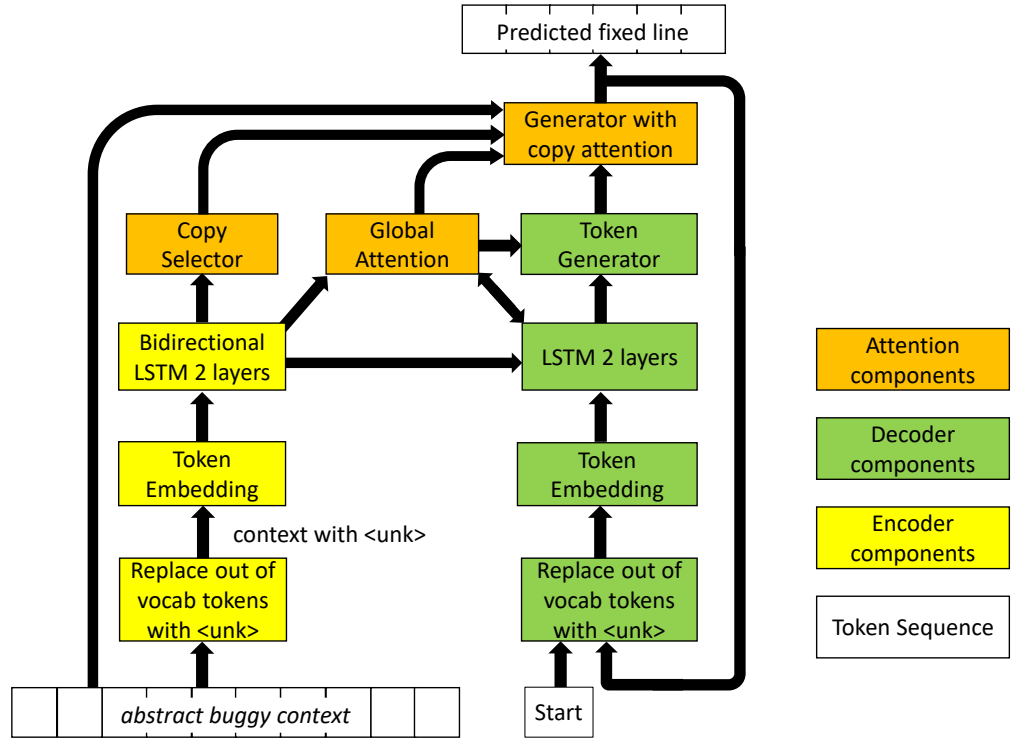 Predicted fixed line
Generator with
copy attention
Copy
Selector
Global
Attention
Token
Generator
Bidirectional
LSTM 2 layers
LSTM 2 layers
Token
Embedding
Token
Embedding
context with <unk>
Replace out of
vocab tokens
with <unk>
Replace out of
vocab tokens
with <unk>
abstract buggy context
Start
Attention
components
Decoder
components
Encoder
components
Token Sequence